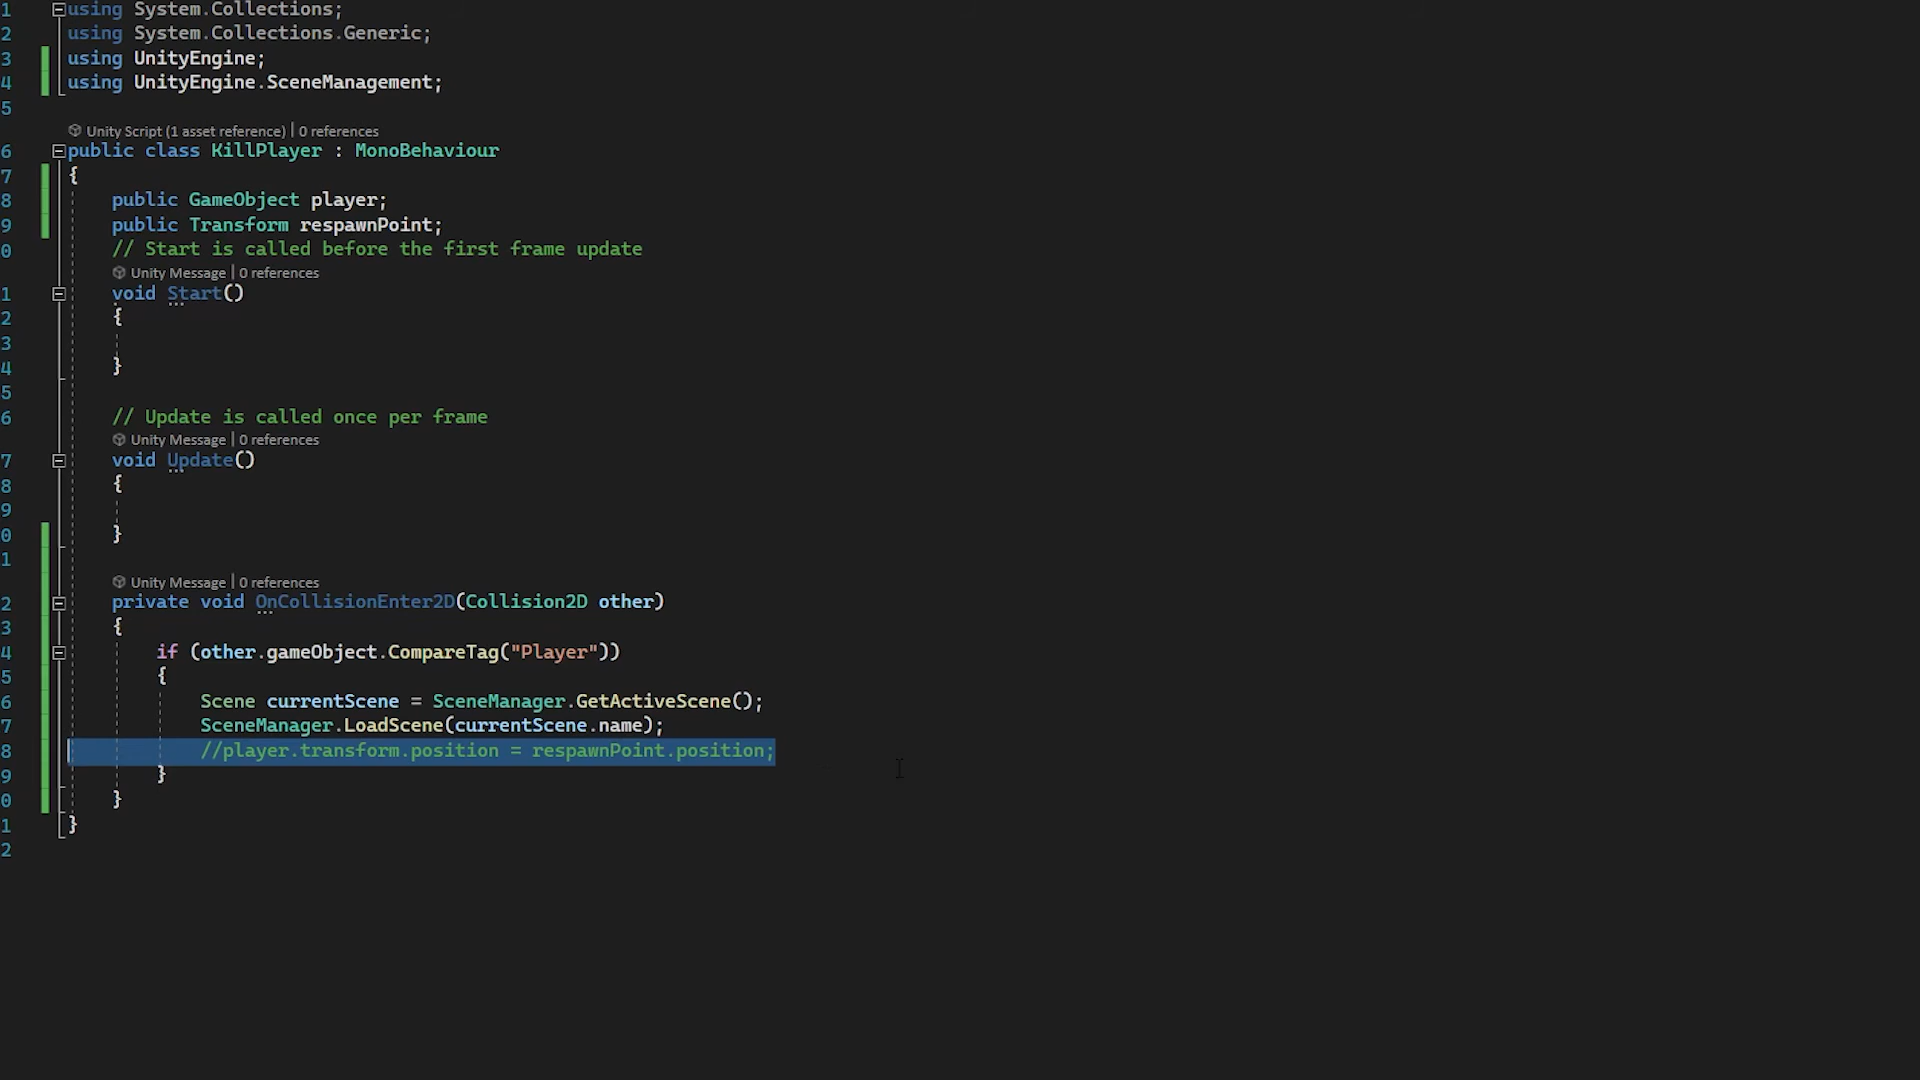 1 using System.Collections;
2 using System.Collections.Generic;
3 using UnityEngine;
4 using UnityEngine.SceneManagement;
5
Unity Script (1 asset reference) | 0 references
6 public class KillPlayer : MonoBehaviour
7 {
8 public GameObject player;
9 public Transform respawnPoint;
0 // Start is called before the first frame update
Unity Message | 0 references
1 void Start()
2 {
3
4 }
5
6 // Update is called once per frame
Unity Message | 0 references
7 void Update()
8 {
9
0 }
1
Unity Message | 0 references
2 private void OnCollisionEnter2D(Collision2D other)
3 {
4 if (other.gameObject.CompareTag("Player"))
5 {
6 Scene currentScene = SceneManager.GetActiveScene();
7 SceneManager.LoadScene(currentScene.name);
8 //player.transform.position = respawnPoint.position;
9 }
0 }
1 }
2